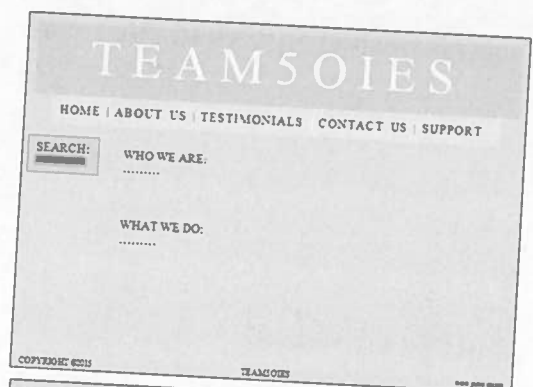 TEAM5OIES
HOME | ABOUT US | TESTIMONIALS | CONTACT US | SUPPORT
SEARCH:
WHO WE ARE:
.........
WHAT WE DO:
.........
COPYRIGHT ©2015
TEAM5OIES